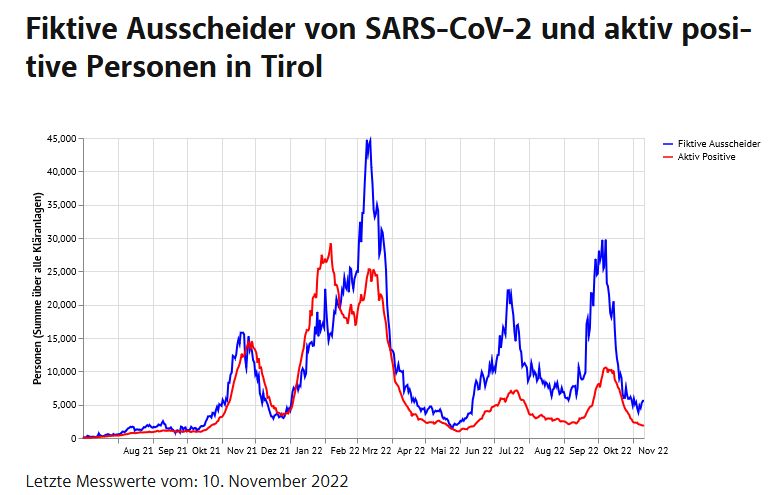 Fiktive Ausscheider von SARS-CoV-2 und aktiv posi-
tive Personen in Tirol
45,000
40,000
35,000
30,000
25,000
20,000
15,000
10,000
5,000
0
Personen (Summe über alle Kläranlagen)
Aug 21 Sep 21 Okt 21 Nov 21 Dez 21 Jan 22 Feb 22 Mrz 22 Apr 22 Mai 22 Jun 22 Jul 22 Aug 22 Sep 22 Okt 22 Nov 22
Fiktive Ausscheider
Aktiv Positive
Letzte Messwerte vom: 10. November 2022